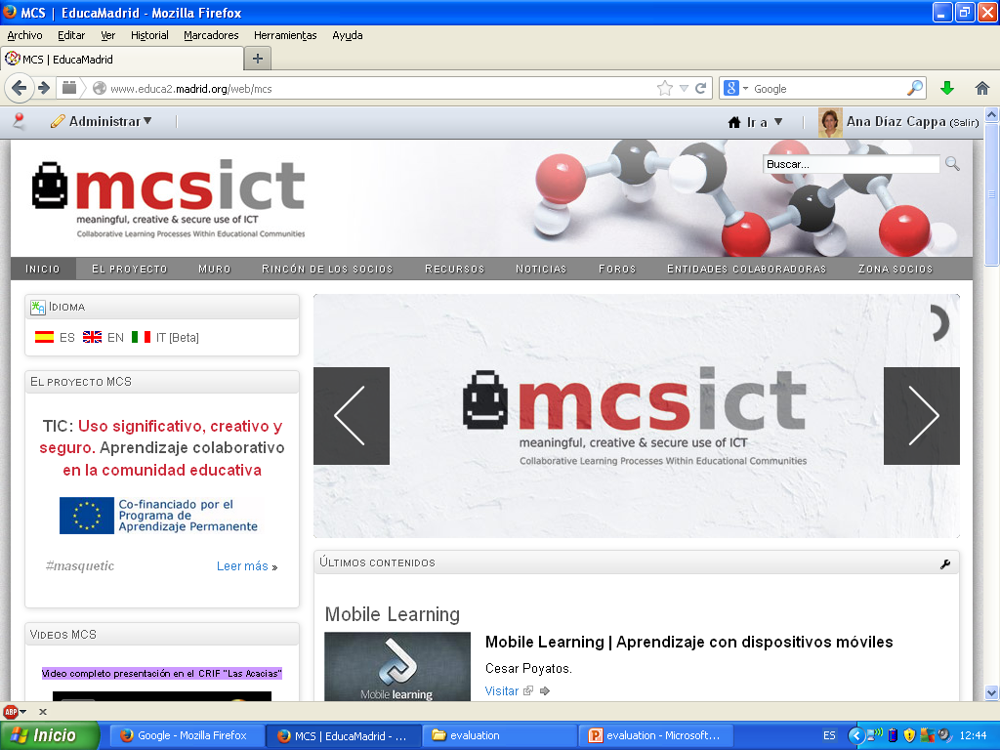 MCS | EducaMadrid - Mozilla Firefox
Archivo Editar Ver Historial Marcadores Herramientas Ayuda
MCS | EducaMadrid
www.educa2.madrid.org/web/mcs
Google
Administrar
Ir a
Ana Díaz Cappa (Salir)
mcsict
meaningful, creative & secure use of ICT
Collaborative Learning Processes Within Educational Communities
Buscar...
INICIO EL PROYECTO MURO RINCÓN DE LOS SOCIOS RECURSOS NOTICIAS FOROS ENTIDADES COLABORADORAS ZONA SOCIOS
IDIOMA
ES EN IT [Beta]
EL PROYECTO MCS
TIC: Uso significativo, creativo y
seguro. Aprendizaje colaborativo
en la comunidad educativa
Co-financiado por el
Programa de
Aprendizaje Permanente
#masquetic
Leer más »
VIDEOS MCS
Video completo presentación en el CRIF "Las Acacias"
mcsict
meaningful, creative & secure use of ICT
Collaborative Learning Processes Within Educational Communities
ÚLTIMOS CONTENIDOS
Mobile Learning
Mobile learning
Mobile Learning | Aprendizaje con dispositivos móviles
Cesar Poyatos.
Visitar
ABP
Inicio
Google - Mozilla Firefox
MCS | EducaMadrid - ...
evaluation
evaluation - Microsoft...
ES
12:44